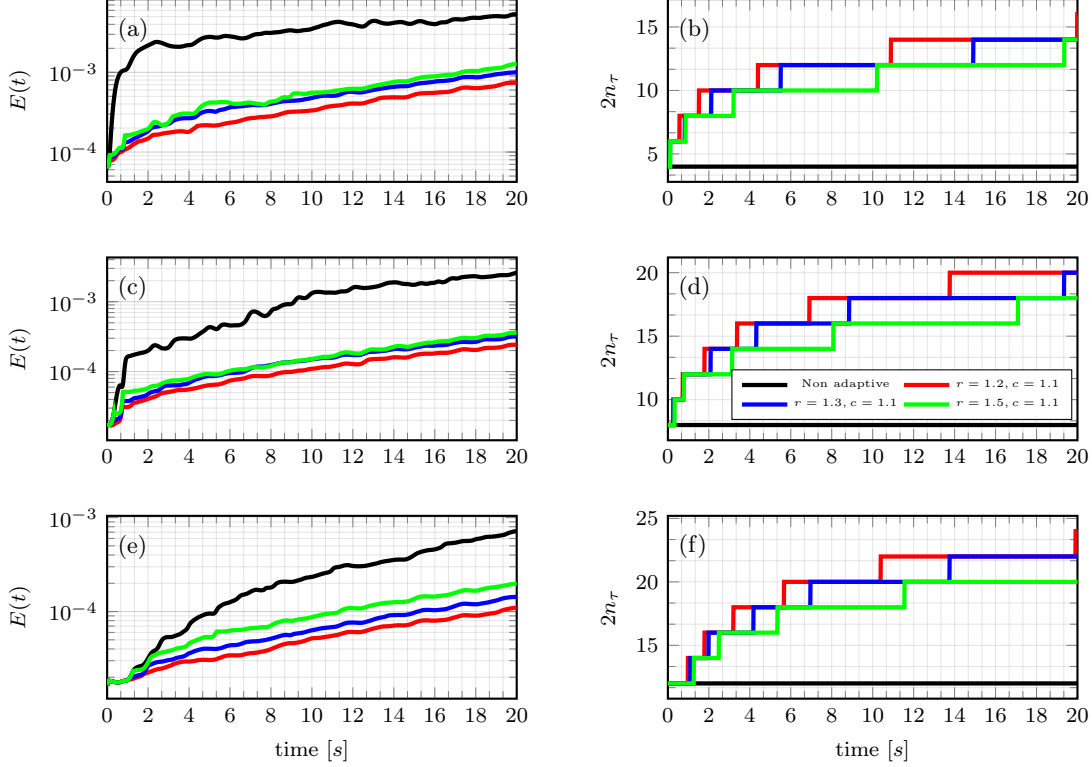 (a)
E(t)
10^{-3}
10^{-4}
0 2 4 6 8 10 12 14 16 18 20
(b)
2n_τ
15
10
5
0 2 4 6 8 10 12 14 16 18 20
(c)
E(t)
10^{-3}
10^{-4}
0 2 4 6 8 10 12 14 16 18 20
(d)
2n_τ
20
15
10
Non adaptive r = 1.2, c = 1.1
r = 1.3, c = 1.1 r = 1.5, c = 1.1
0 2 4 6 8 10 12 14 16 18 20
(e)
E(t)
10^{-3}
10^{-4}
0 2 4 6 8 10 12 14 16 18 20
time [s]
(f)
2n_τ
25
20
15
0 2 4 6 8 10 12 14 16 18 20
time [s]